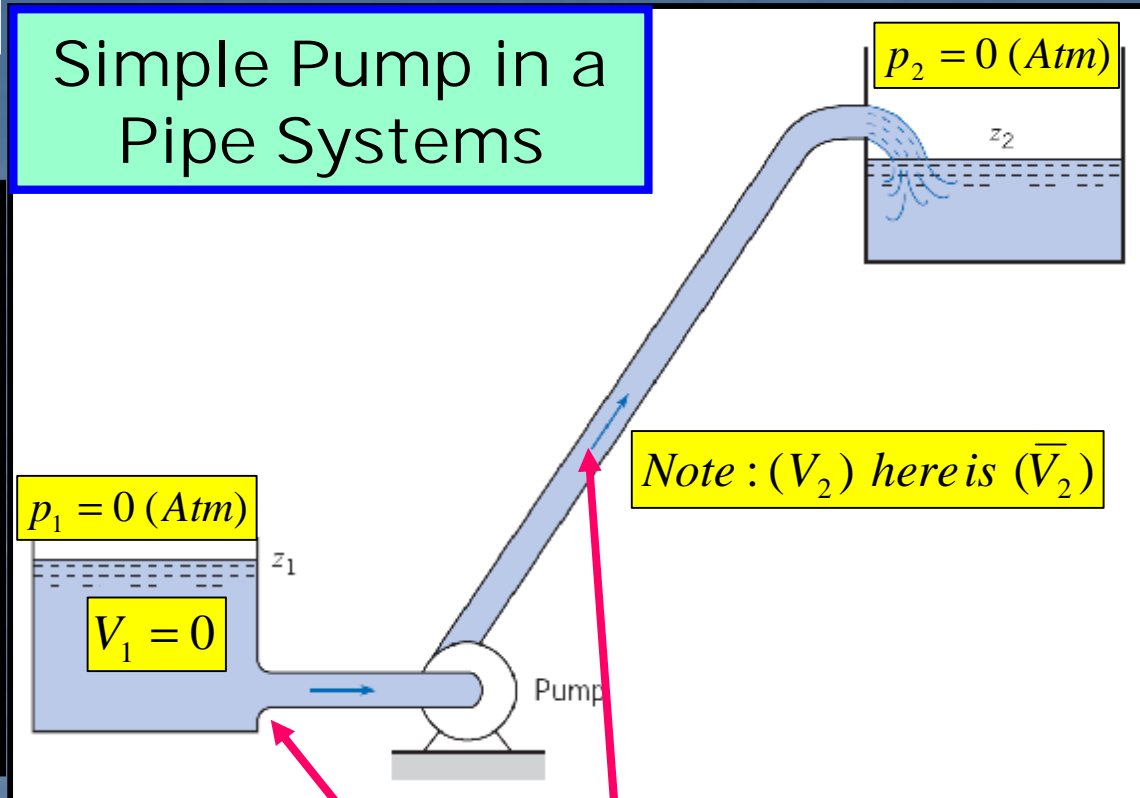 Simple Pump in a
Pipe Systems
p₂ = 0 (Atm)
z₂
Note : (V₂) here is (V̅₂)
p₁ = 0 (Atm)
z₁
V₁ = 0
Pump